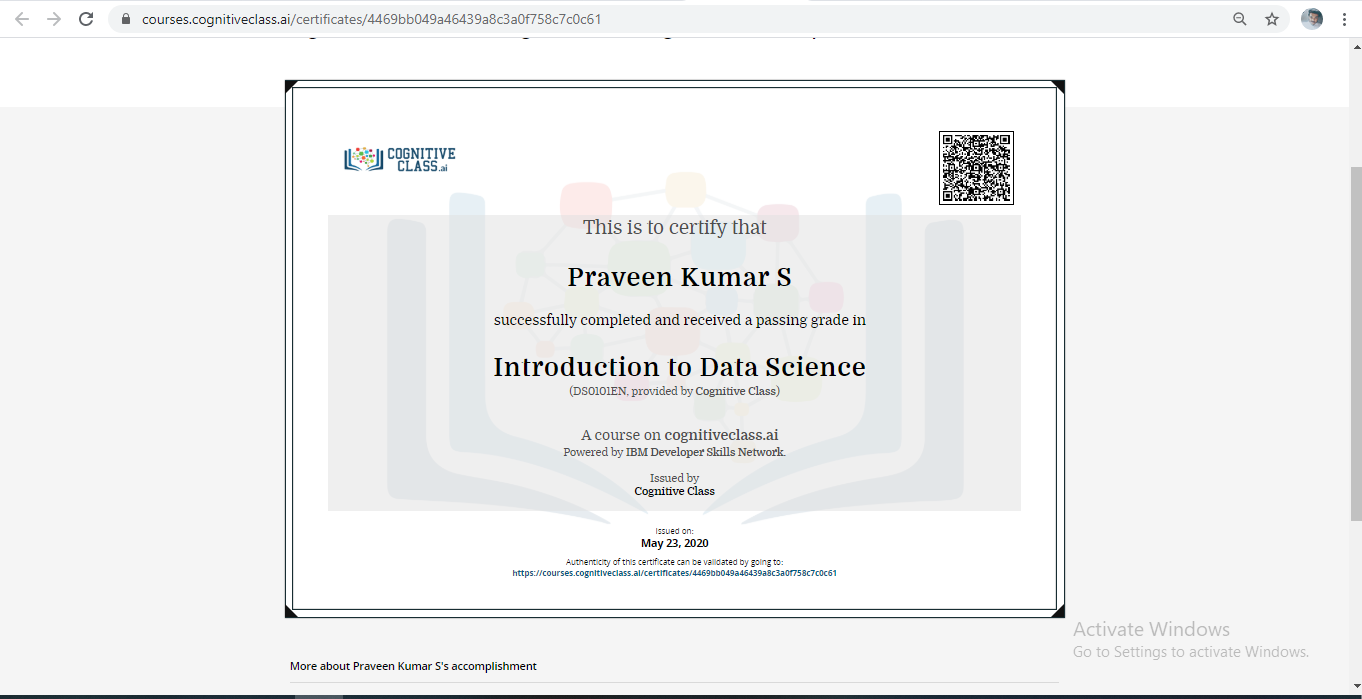 courses.cognitiveclass.ai/certificates/4469bb049a46439a8c3a0f758c7c0c61
COGNITIVE
CLASS.ai
This is to certify that
Praveen Kumar S
successfully completed and received a passing grade in
Introduction to Data Science
(DS0101EN, provided by Cognitive Class)
A course on cognitiveclass.ai
Powered by IBM Developer Skills Network.
Issued by
Cognitive Class
Issued on:
May 23, 2020
Authenticity of this certificate can be validated by going to:
https://courses.cognitiveclass.ai/certificates/4469bb049a46439a8c3a0f758c7c0c61
Activate Windows
Go to Settings to activate Windows.
More about Praveen Kumar S's accomplishment